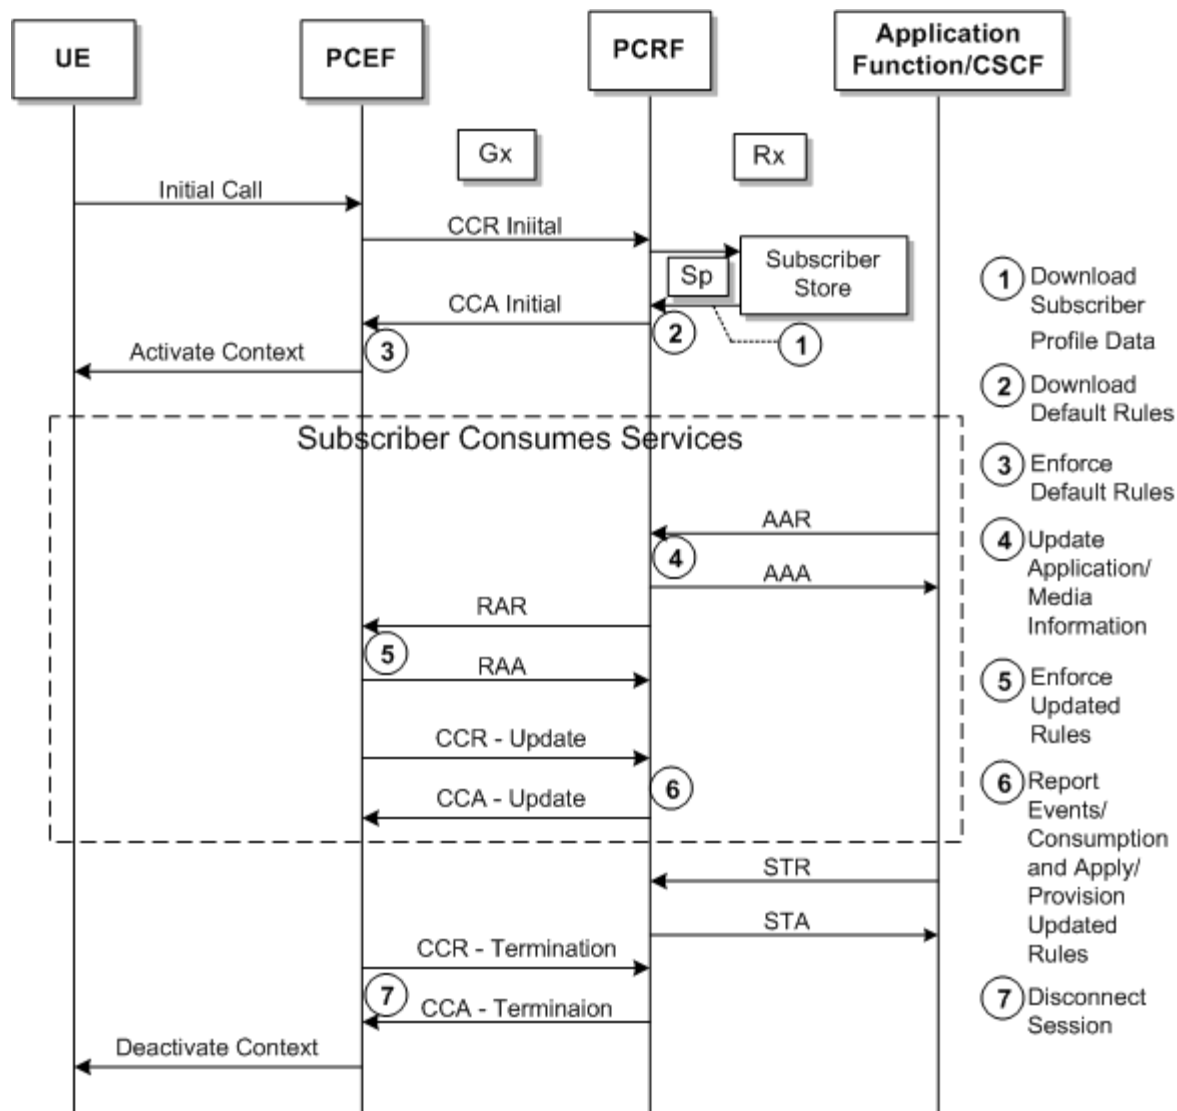 UE
PCEF
PCRF
Application
Function/CSCF
Gx
Rx
Initial Call
CCR Iniital
Sp
Subscriber
Store
CCA Initial
2
1
3
Activate Context
Subscriber Consumes Services
AAR
4
AAA
RAR
5
RAA
CCR - Update
6
CCA - Update
STR
STA
CCR - Termination
7
CCA - Terminaion
Deactivate Context
1 Download
Subscriber
Profile Data
2 Download
Default Rules
3 Enforce
Default Rules
4 Update
Application/
Media
Information
5 Enforce
Updated
Rules
6 Report
Events/
Consumption
and Apply/
Provision
Updated
Rules
7 Disconnect
Session